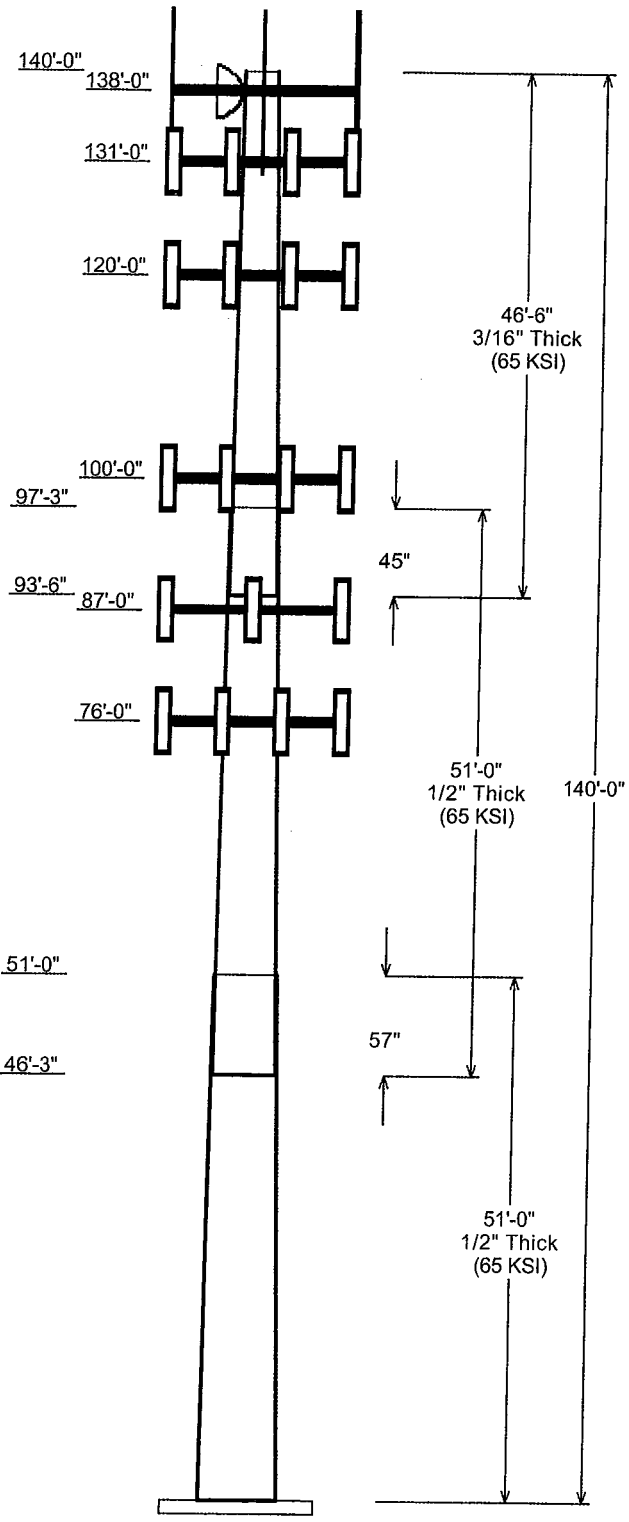 140'-0"
138'-0"
131'-0"
120'-0"
46'-6"
3/16" Thick
(65 KSI)
100'-0"
97'-3"
45"
93'-6"
87'-0"
76'-0"
51'-0"
1/2" Thick
(65 KSI)
140'-0"
51'-0"
57"
46'-3"
51'-0"
1/2" Thick
(65 KSI)